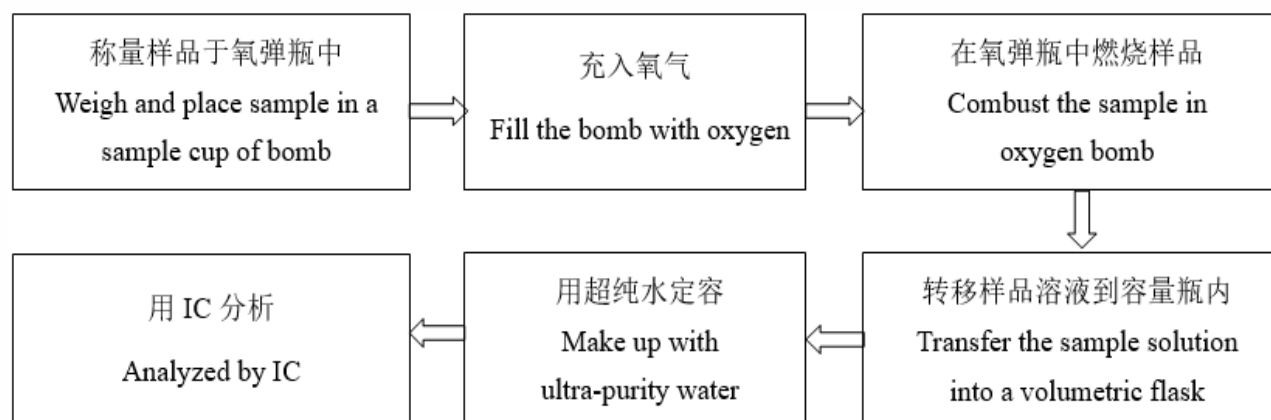 称量样品于氧弹瓶中
Weigh and place sample in a
sample cup of bomb
充入氧气
Fill the bomb with oxygen
在氧弹瓶中燃烧样品
Combust the sample in
oxygen bomb
转移样品溶液到容量瓶内
Transfer the sample solution
into a volumetric flask
用超纯水定容
Make up with
ultra-purity water
用 IC 分析
Analyzed by IC